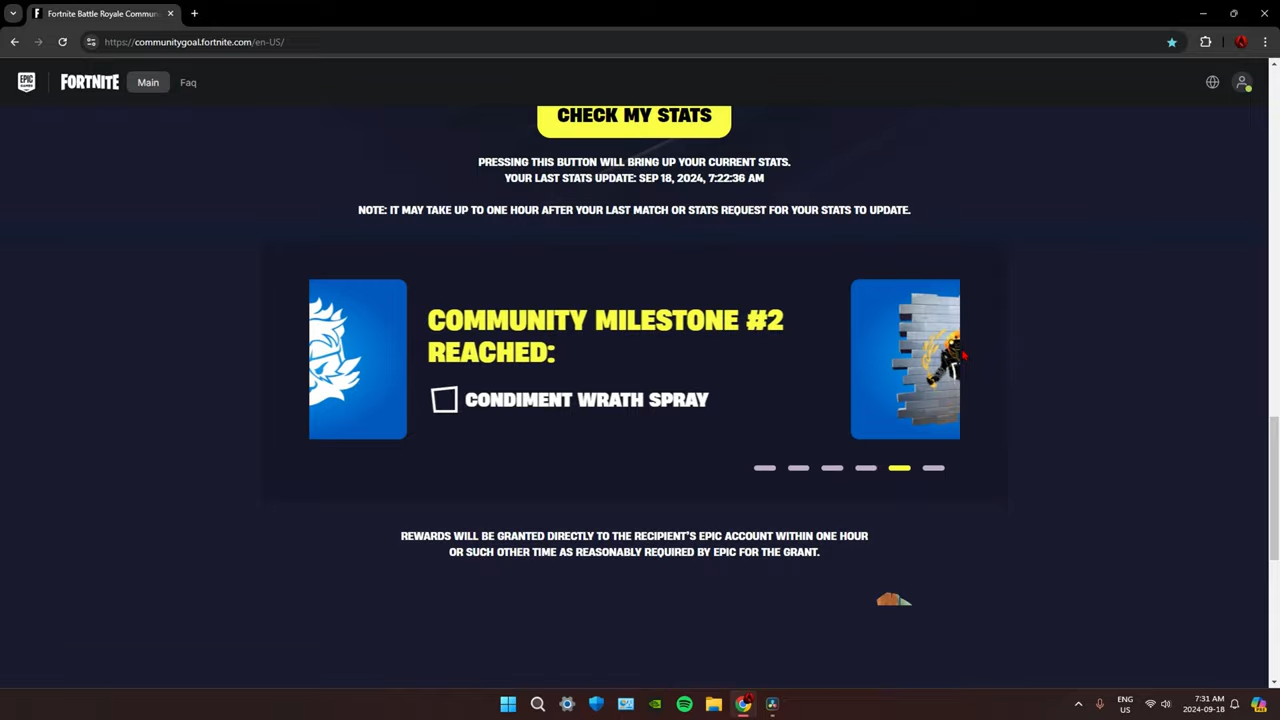 Fortnite Battle Royale Commun
https://communitygoal.fortnite.com/en-US/
EPIC
GAMES
FORTNITE
Main
Faq
CHECK MY STATS
PRESSING THIS BUTTON WILL BRING UP YOUR CURRENT STATS.
YOUR LAST STATS UPDATE: SEP 18, 2024, 7:22:36 AM
NOTE: IT MAY TAKE UP TO ONE HOUR AFTER YOUR LAST MATCH OR STATS REQUEST FOR YOUR STATS TO UPDATE.
COMMUNITY MILESTONE #2
REACHED:
CONDIMENT WRATH SPRAY
REWARDS WILL BE GRANTED DIRECTLY TO THE RECIPIENT'S EPIC ACCOUNT WITHIN ONE HOUR
OR SUCH OTHER TIME AS REASONABLY REQUIRED BY EPIC FOR THE GRANT.
ENG
US
7:31 AM
2024-09-18